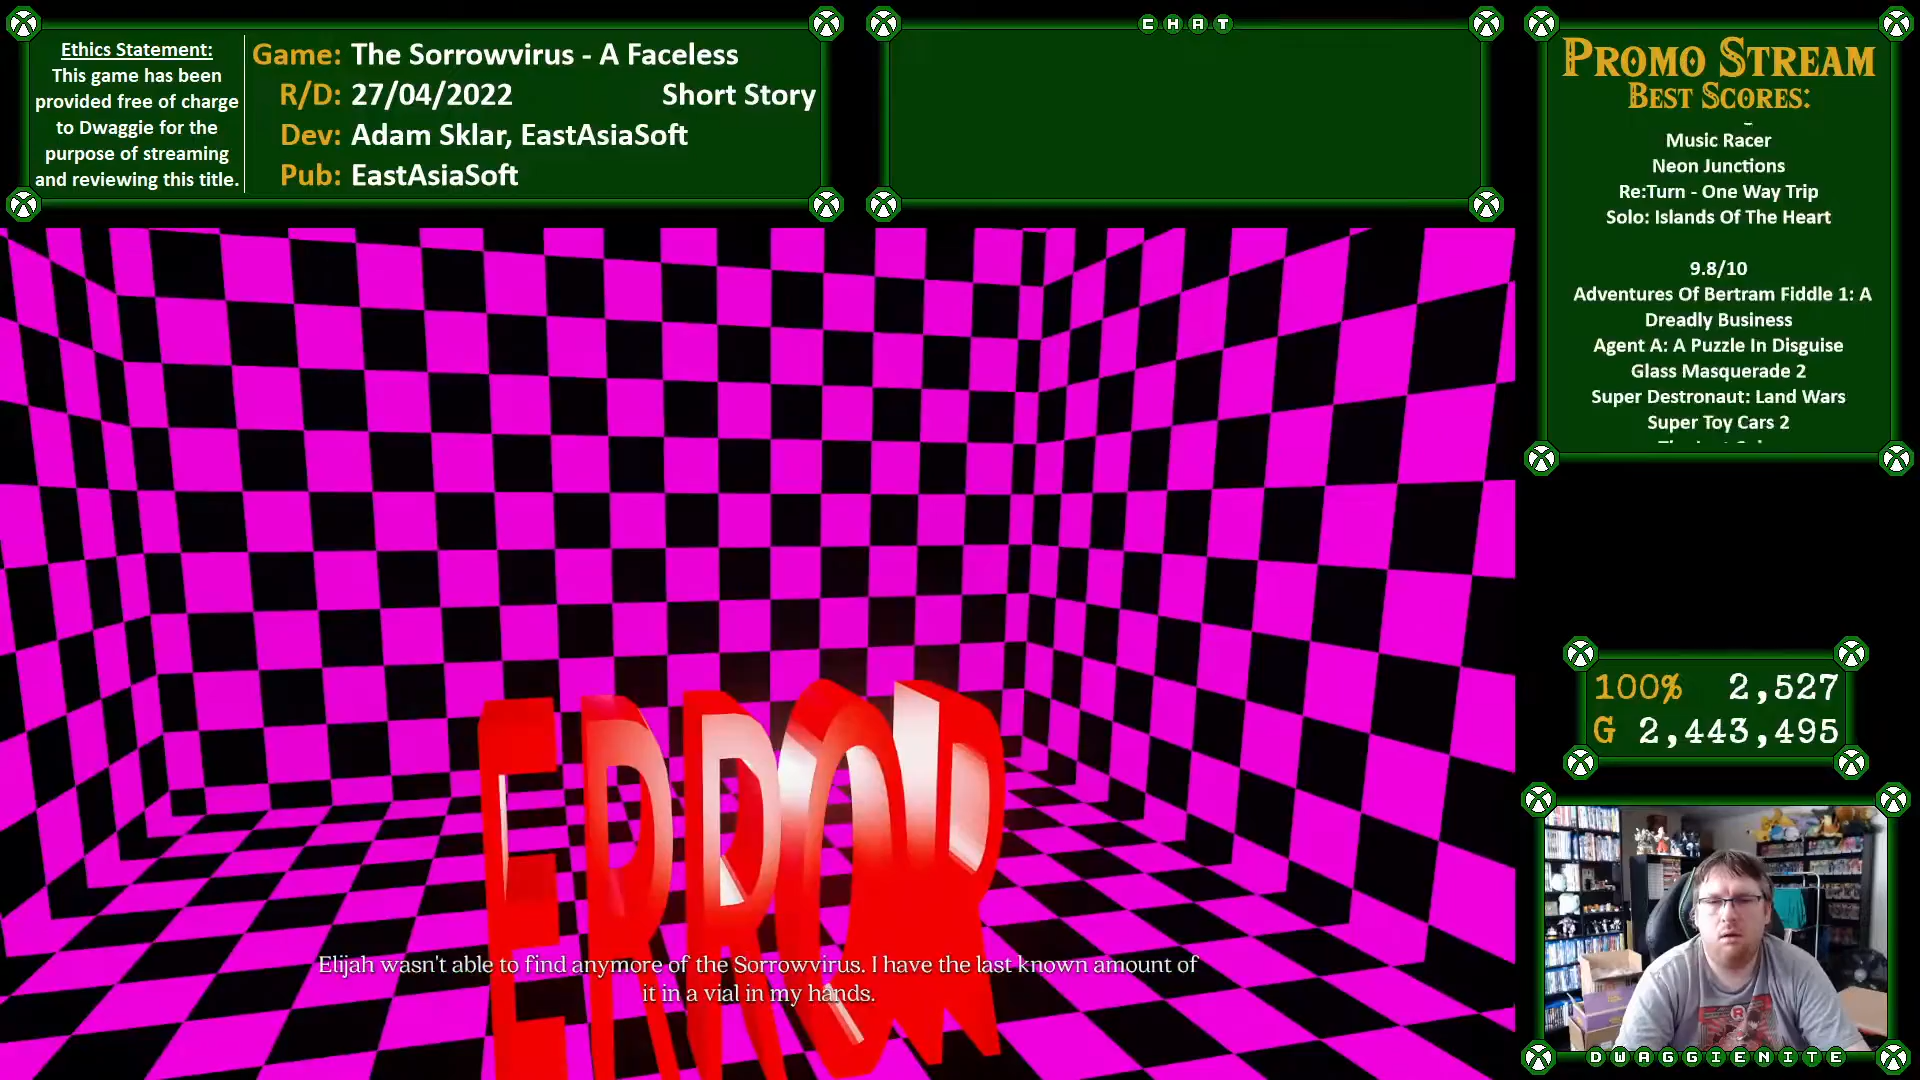 Ethics Statement:
This game has been
provided free of charge
to Dwaggie for the
purpose of streaming
and reviewing this title.
Game: The Sorrowvirus - A Faceless
R/D: 27/04/2022 Short Story
Dev: Adam Sklar, EastAsiaSoft
Pub: EastAsiaSoft
CHAT
PROMO STREAM
BEST SCORES:
Music Racer
Neon Junctions
Re:Turn - One Way Trip
Solo: Islands Of The Heart
9.8/10
Adventures Of Bertram Fiddle 1: A
Dreadly Business
Agent A: A Puzzle In Disguise
Glass Masquerade 2
Super Destronaut: Land Wars
Super Toy Cars 2
100% 2,527
G 2,443,495
ERROR
Elijah wasn't able to find anymore of the Sorrowvirus. I have the last known amount of
it in a vial in my hands.
DWAGGIENITE